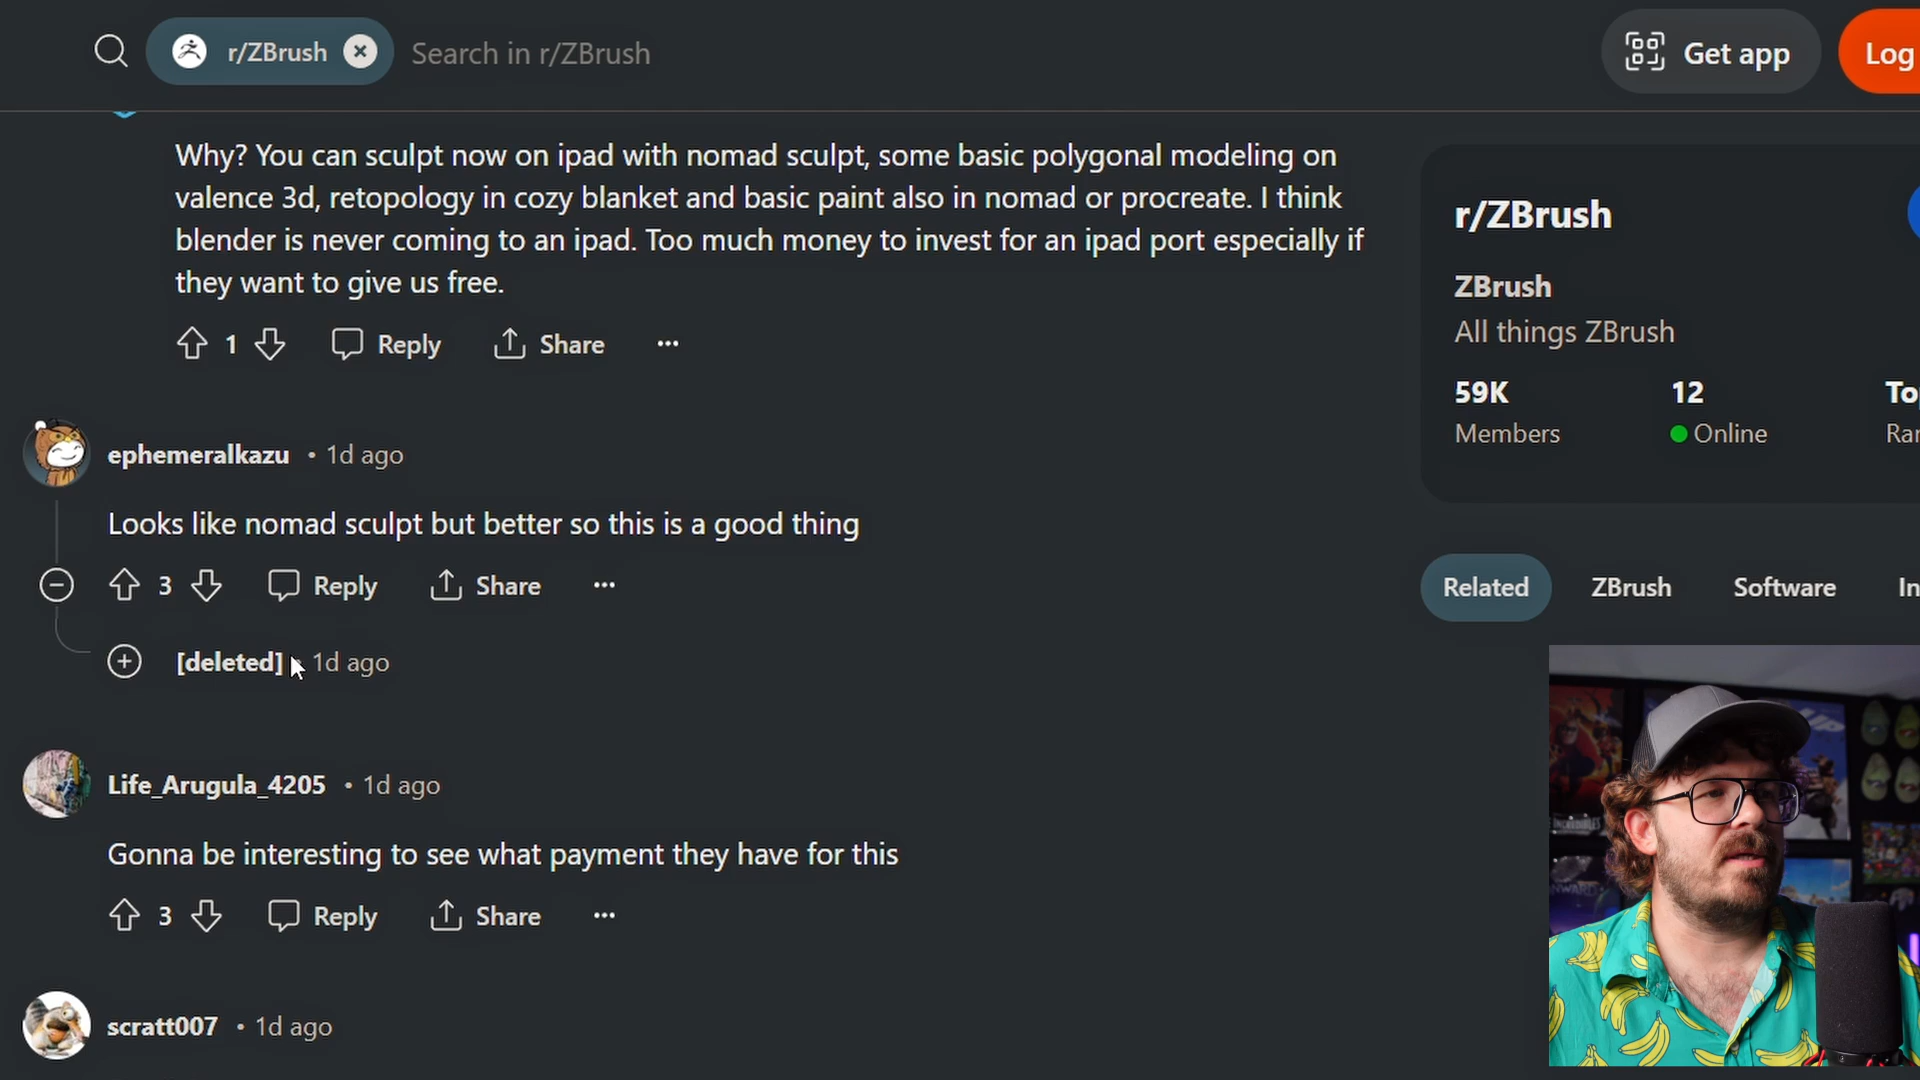 r/ZBrush
Search in r/ZBrush
Get app
Log
Why? You can sculpt now on ipad with nomad sculpt, some basic polygonal modeling on
valence 3d, retopology in cozy blanket and basic paint also in nomad or procreate. I think
blender is never coming to an ipad. Too much money to invest for an ipad port especially if
they want to give us free.
1 Reply Share
ephemeralkazu • 1d ago
Looks like nomad sculpt but better so this is a good thing
3 Reply Share
[deleted] • 1d ago
Life_Arugula_4205 • 1d ago
Gonna be interesting to see what payment they have for this
3 Reply Share
scratt007 • 1d ago
r/ZBrush
ZBrush
All things ZBrush
59K 12
Members Online
Related ZBrush Software